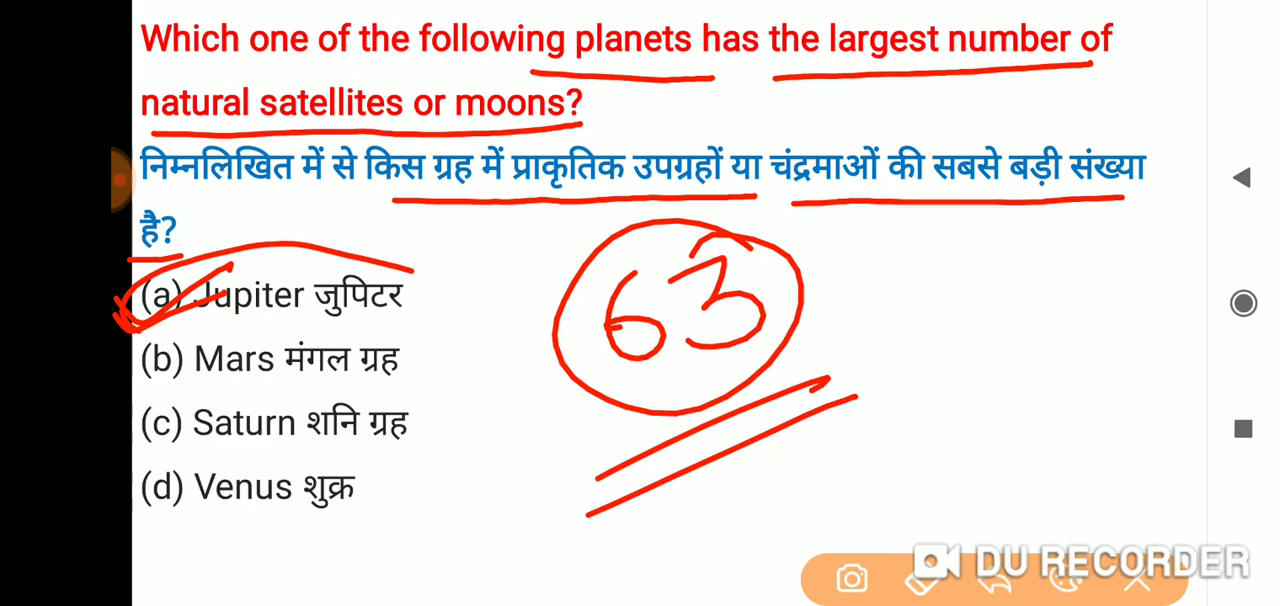 Which one of the following planets has the largest number of
natural satellites or moons?
निम्नलिखित में से किस ग्रह में प्राकृतिक उपग्रहों या चंद्रमाओं की सबसे बड़ी संख्या
है?
(a) Jupiter जुपिटर
63
(b) Mars मंगल ग्रह
(c) Saturn शनि ग्रह
(d) Venus शुक्र
DU RECORDER